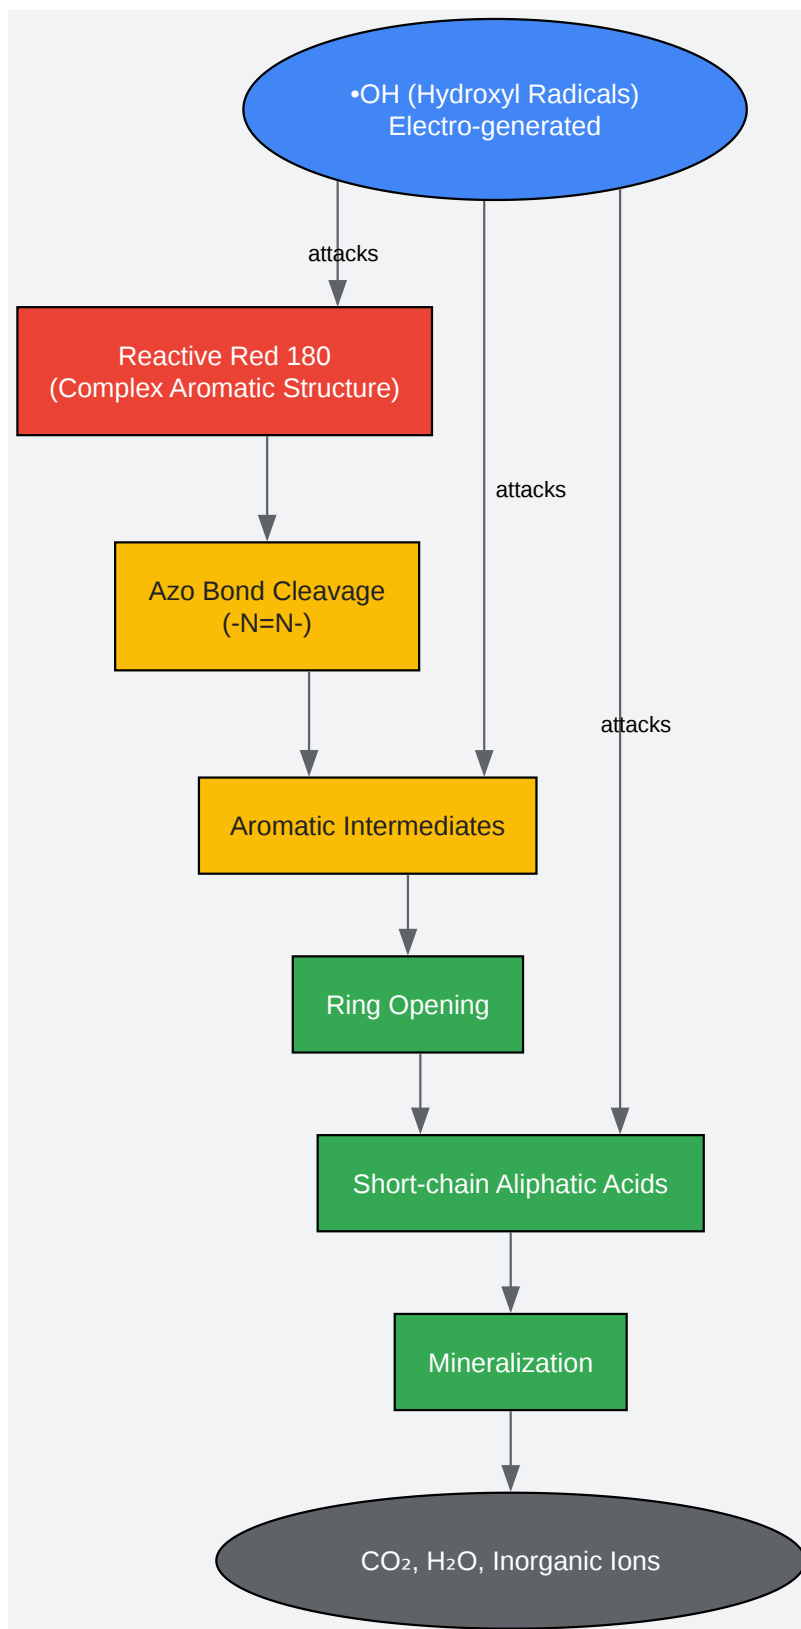 •OH (Hydroxyl Radicals)
Electro-generated
attacks
Reactive Red 180
(Complex Aromatic Structure)
attacks
Azo Bond Cleavage
(-N=N-)
attacks
Aromatic Intermediates
Ring Opening
Short-chain Aliphatic Acids
Mineralization
CO₂, H₂O, Inorganic Ions